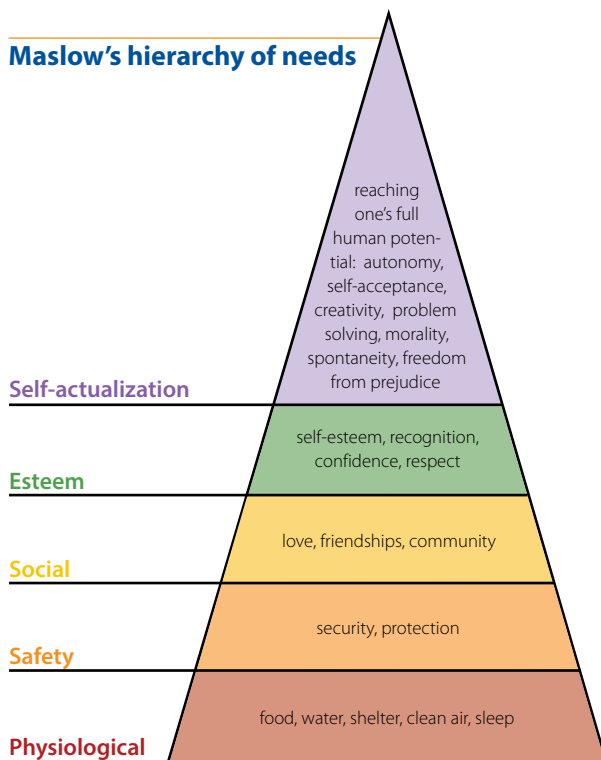 Maslow's hierarchy of needs
reaching
one's full
human poten-
tial: autonomy,
self-acceptance,
creativity, problem
solving, morality,
spontaneity, freedom
from prejudice
Self-actualization
self-esteem, recognition,
confidence, respect
Esteem
love, friendships, community
Social
security, protection
Safety
food, water, shelter, clean air, sleep
Physiological